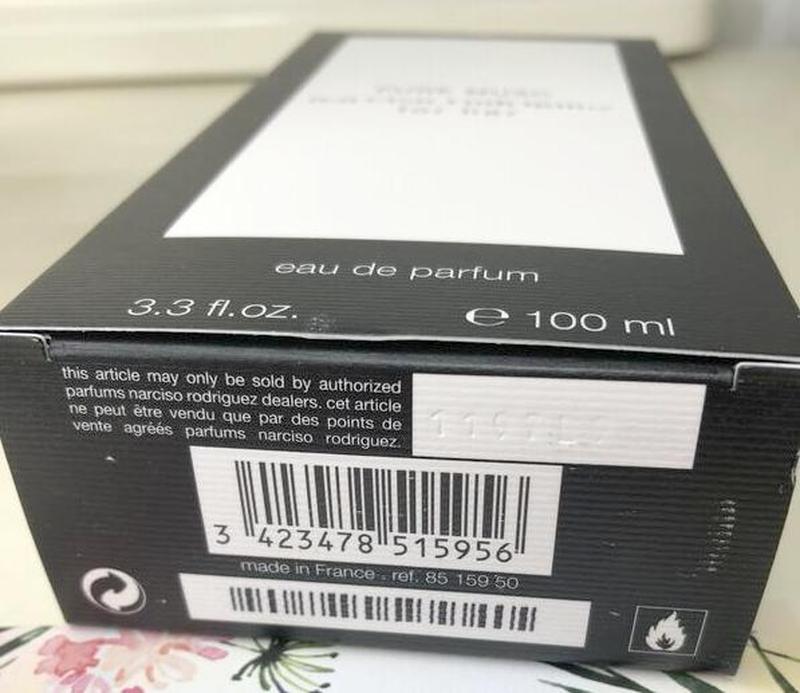 for her
eau de parfum
3.3 fl.oz. ℮ 100 ml
this article may only be sold by authorized
parfums narciso rodriguez dealers. cet article
ne peut être vendu que par des points de
vente agréés parfums narciso rodriguez.
3 423478 515956
made in France . ref. 85 159 50